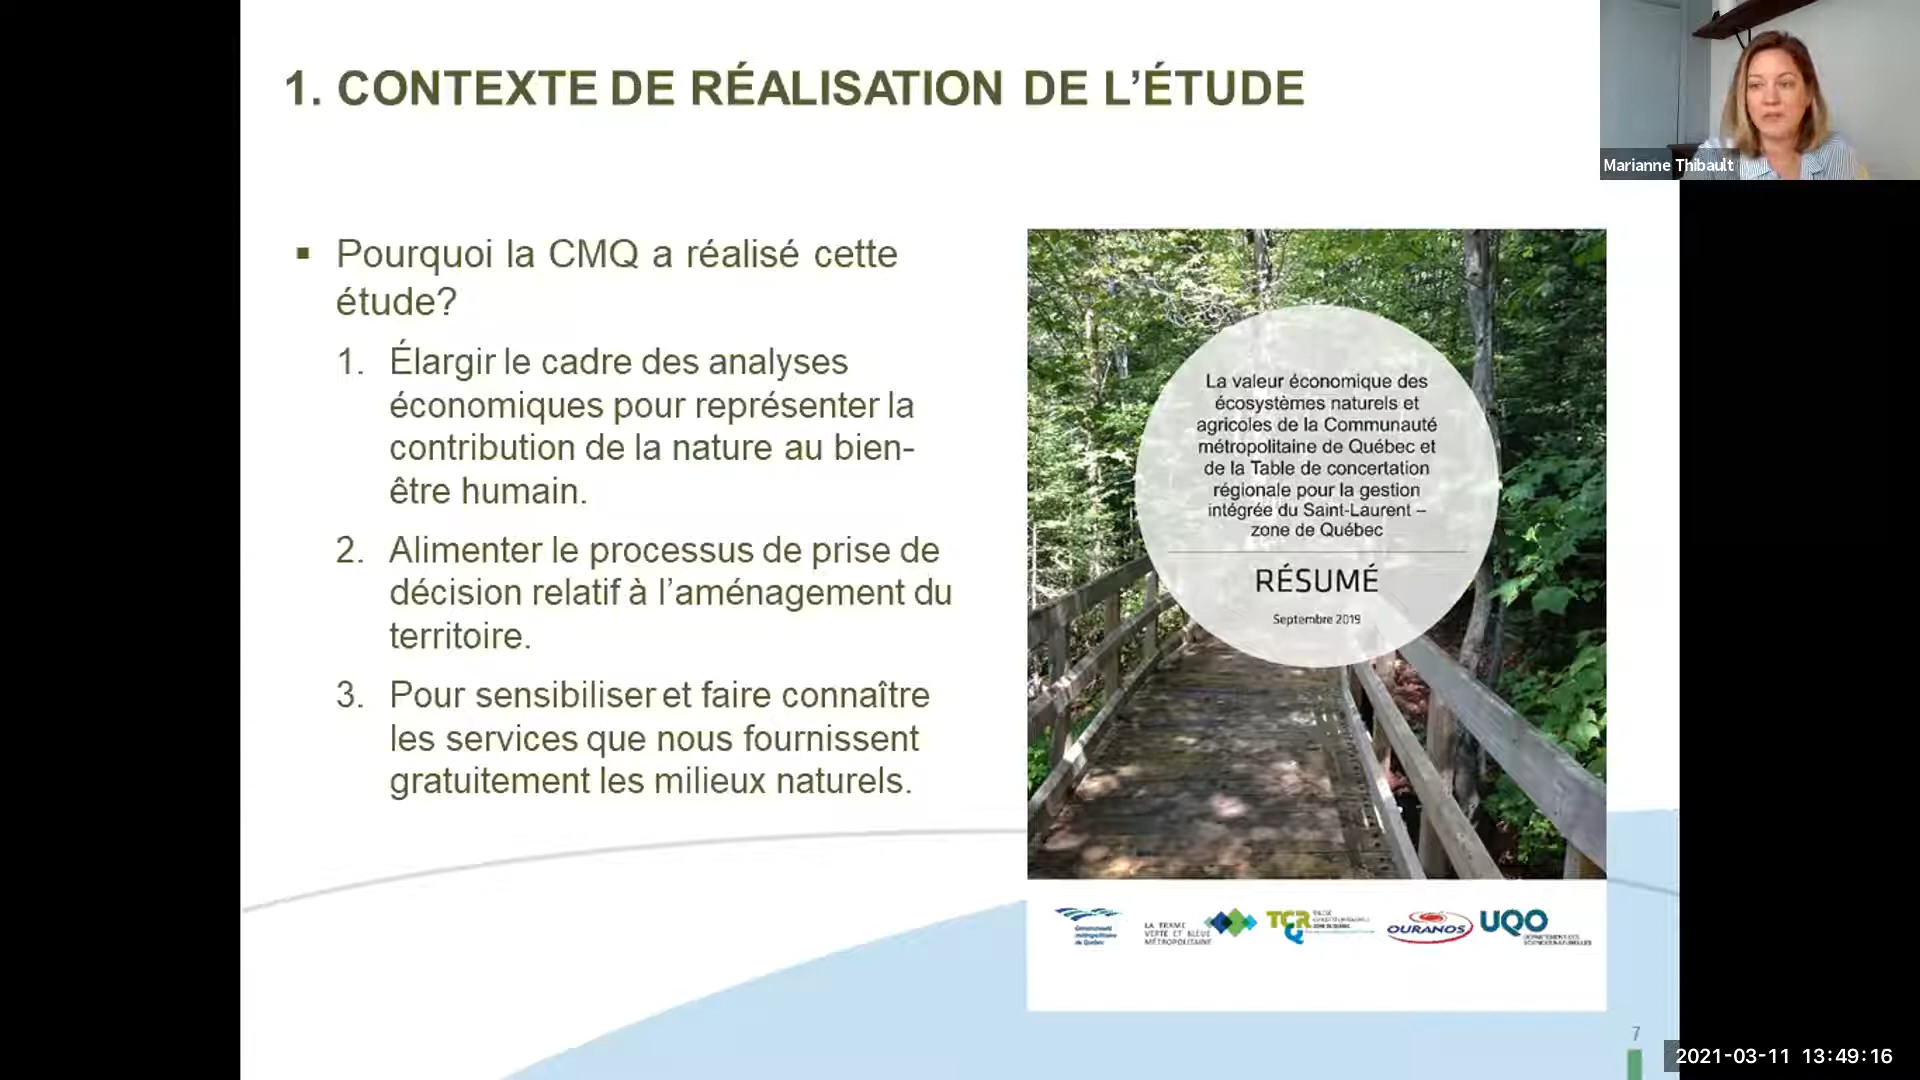 1. CONTEXTE DE RÉALISATION DE L’ÉTUDE
Marianne Thibault
▪ Pourquoi la CMQ a réalisé cette
étude?
1. Élargir le cadre des analyses
économiques pour représenter la
contribution de la nature au bien-
être humain.
2. Alimenter le processus de prise de
décision relatif à l’aménagement du
territoire.
3. Pour sensibiliser et faire connaître
les services que nous fournissent
gratuitement les milieux naturels.
La valeur économique des
écosystèmes naturels et
agricoles de la Communauté
métropolitaine de Québec et
de la Table de concertation
régionale pour la gestion
intégrée du Saint-Laurent –
zone de Québec
RÉSUMÉ
Septembre 2019
Communauté
métropolitaine
de Québec
LA TRAME
VERTE ET BLEUE
MÉTROPOLITAINE
TCRQ
OURANOS
UQO
7
2021-03-11 13:49:16